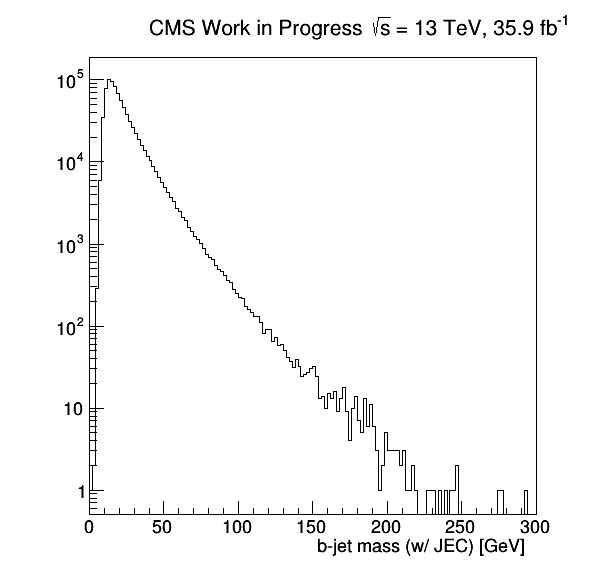 CMS Work in Progress √s = 13 TeV, 35.9 fb⁻¹
10⁵
10⁴
10³
10²
10
1
0 50 100 150 200 250 300
b-jet mass (w/ JEC) [GeV]